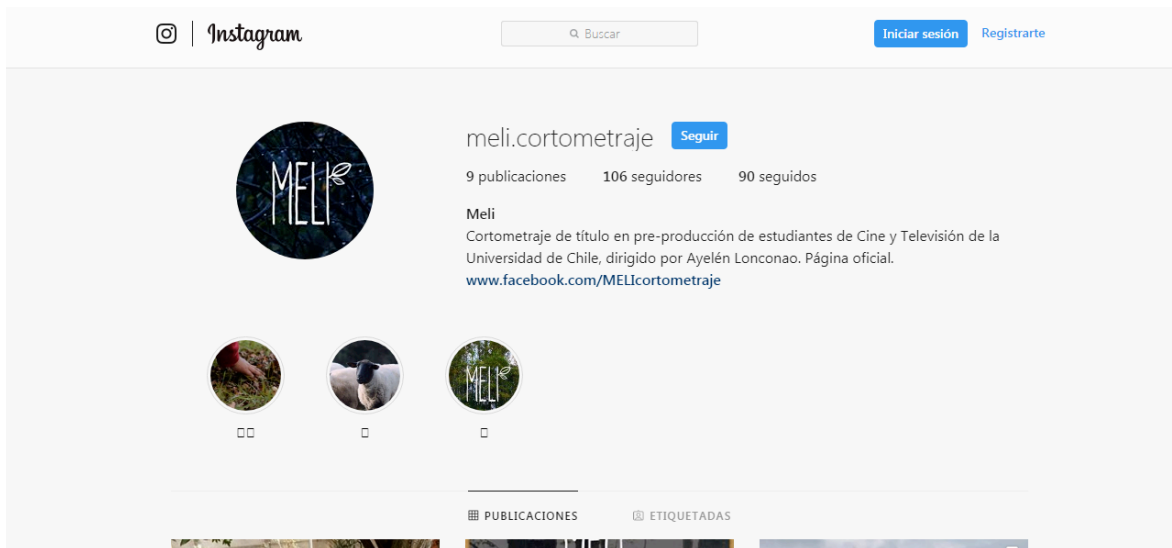 Instagram
Buscar
Iniciar sesión
Registrarte
MELI
meli.cortometraje
Seguir
9 publicaciones 106 seguidores 90 seguidos
Meli
Cortometraje de título en pre-producción de estudiantes de Cine y Televisión de la
Universidad de Chile, dirigido por Ayelén Lonconao. Página oficial.
www.facebook.com/MELIcortometraje
MELI
PUBLICACIONES
ETIQUETADAS